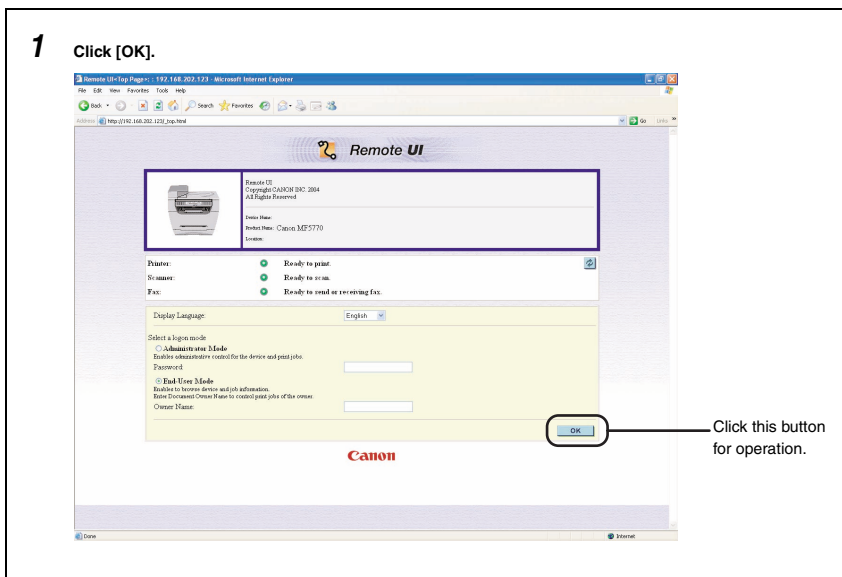 1 Click [OK].
Remote UI<Top Page>: : 192.168.202.123 - Microsoft Internet Explorer
File Edit View Favorites Tools Help
Back Search Favorites
Address http://192.168.202.123/_top.html Go Links »
Remote UI
Remote UI
Copyright CANON INC. 2004
All Rights Reserved
Device Name:
Product Name: Canon MF5770
Location:
Printer: Ready to print.
Scanner: Ready to scan.
Fax: Ready to send or receiving fax.
Display Language: English
Select a logon mode
Administrator Mode
Enables administrative control for the device and print jobs.
Password:
End-User Mode
Enables to browse device and job information.
Enter Document Owner Name to control print jobs of the owner.
Owner Name:
OK
Click this button
for operation.
Canon
Done Internet